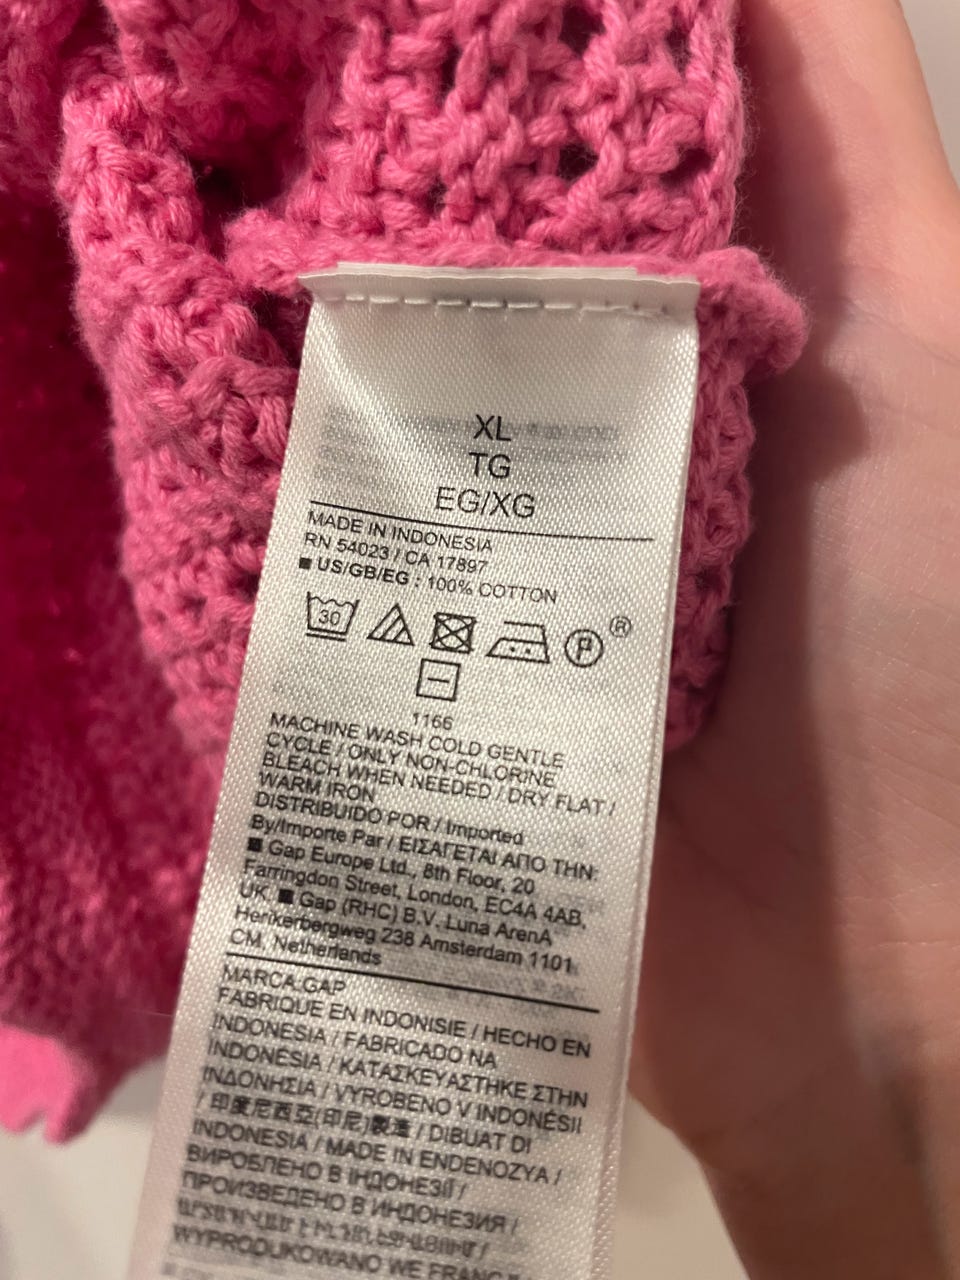 XL
TG
EG/XG
MADE IN INDONESIA
RN 54023 / CA 17897
■ US/GB/EG : 100% COTTON
30 P ®
1166
MACHINE WASH COLD GENTLE
CYCLE / ONLY NON-CHLORINE
BLEACH WHEN NEEDED / DRY FLAT /
WARM IRON
DISTRIBUIDO POR / Imported
By/Importe Par / ΕΙΣΑΓΕΤΑΙ ΑΠΟ ΤΗΝ:
■ Gap Europe Ltd., 8th Floor, 20
Farringdon Street, London, EC4A 4AB,
UK. ■ Gap (RHC) B.V. Luna ArenA
Herikerbergweg 238 Amsterdam 1101
CM, Netherlands
MARCA:GAP
FABRIQUE EN INDONISIE / HECHO EN
INDONESIA / FABRICADO NA
INDONÉSIA / ΚΑΤΑΣΚΕΥΑΣΤΗΚΕ ΣΤΗΝ
ΙΝΔΟΝΗΣΙΑ / VYROBENO V INDONÉSII
/ 印度尼西亞(印尼)製造 / DIBUAT DI
INDONESIA / MADE IN ENDENOZYA /
ВИРОБЛЕНО В ІНДОНЕЗІЇ /
ПРОИЗВЕДЕНО В ИНДОНЕЗИЯ /
WYPRODUKOWANO WE